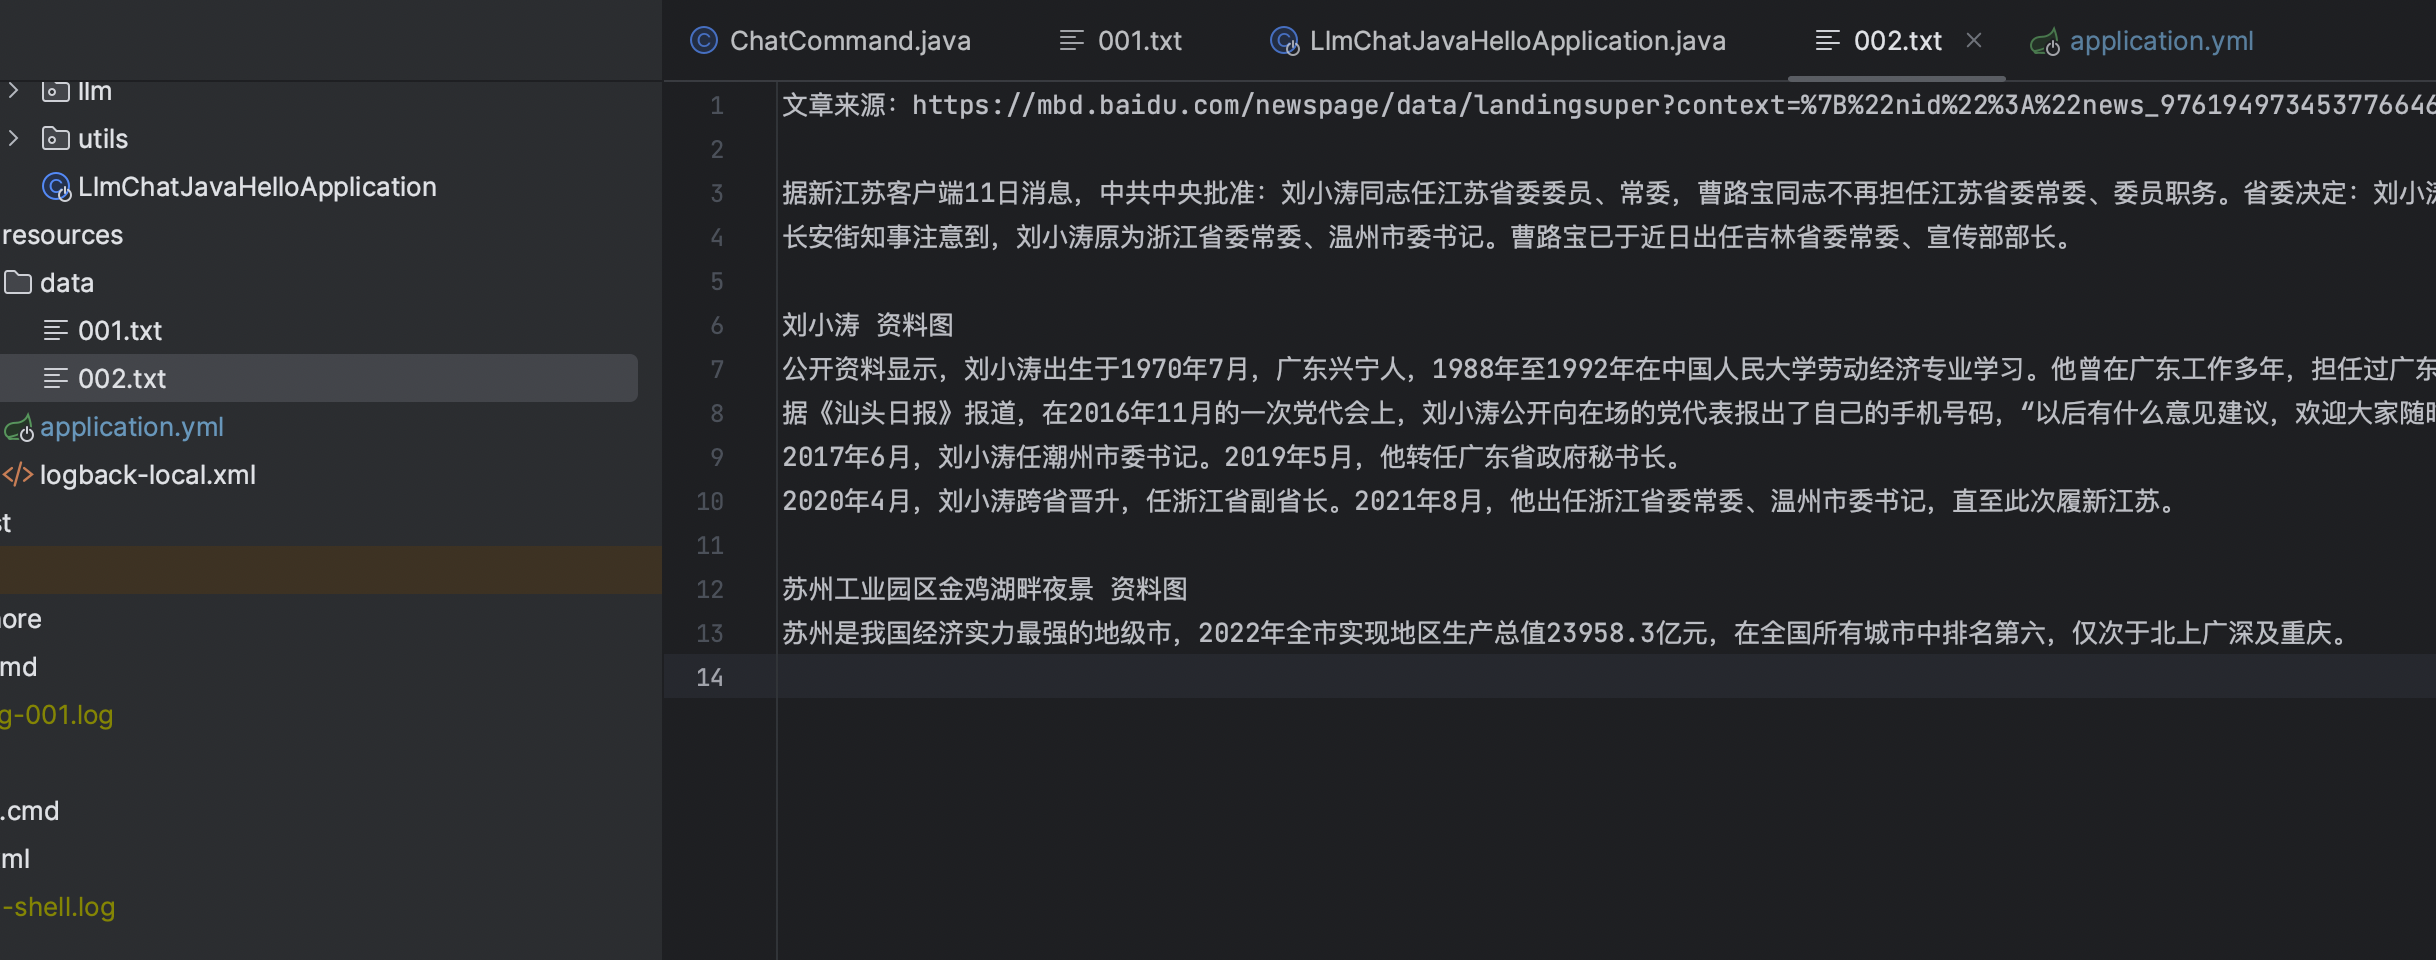 ChatCommand.java
001.txt
LlmChatJavaHelloApplication.java
002.txt
application.yml
llm
utils
LlmChatJavaHelloApplication
resources
data
001.txt
002.txt
application.yml
logback-local.xml
st
ore
md
g-001.log
.cmd
ml
-shell.log
1 文章来源：https://mbd.baidu.com/newspage/data/landingsuper?context=%7B%22nid%22%3A%22news_976194973453776646
2
3 据新江苏客户端11日消息，中共中央批准：刘小涛同志任江苏省委委员、常委，曹路宝同志不再担任江苏省委常委、委员职务。省委决定：刘小涛
4 长安街知事注意到，刘小涛原为浙江省委常委、温州市委书记。曹路宝已于近日出任吉林省委常委、宣传部部长。
5
6 刘小涛 资料图
7 公开资料显示，刘小涛出生于1970年7月，广东兴宁人，1988年至1992年在中国人民大学劳动经济专业学习。他曾在广东工作多年，担任过广东
8 据《汕头日报》报道，在2016年11月的一次党代会上，刘小涛公开向在场的党代表报出了自己的手机号码，“以后有什么意见建议，欢迎大家随时
9 2017年6月，刘小涛任潮州市委书记。2019年5月，他转任广东省政府秘书长。
10 2020年4月，刘小涛跨省晋升，任浙江省副省长。2021年8月，他出任浙江省委常委、温州市委书记，直至此次履新江苏。
11
12 苏州工业园区金鸡湖畔夜景 资料图
13 苏州是我国经济实力最强的地级市，2022年全市实现地区生产总值23958.3亿元，在全国所有城市中排名第六，仅次于北上广深及重庆。
14